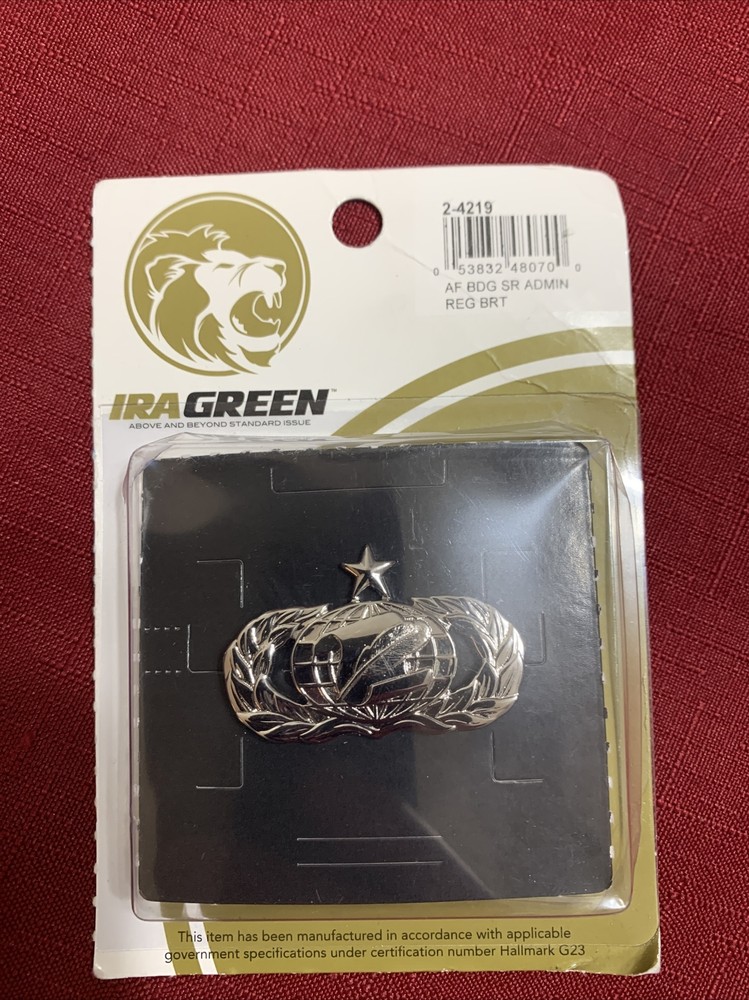 2-4219
0 53832 48070 0
AF BDG SR ADMIN
REG BRT
IRAGREEN™
ABOVE AND BEYOND STANDARD ISSUE
This item has been manufactured in accordance with applicable
government specifications under certification number Hallmark G23